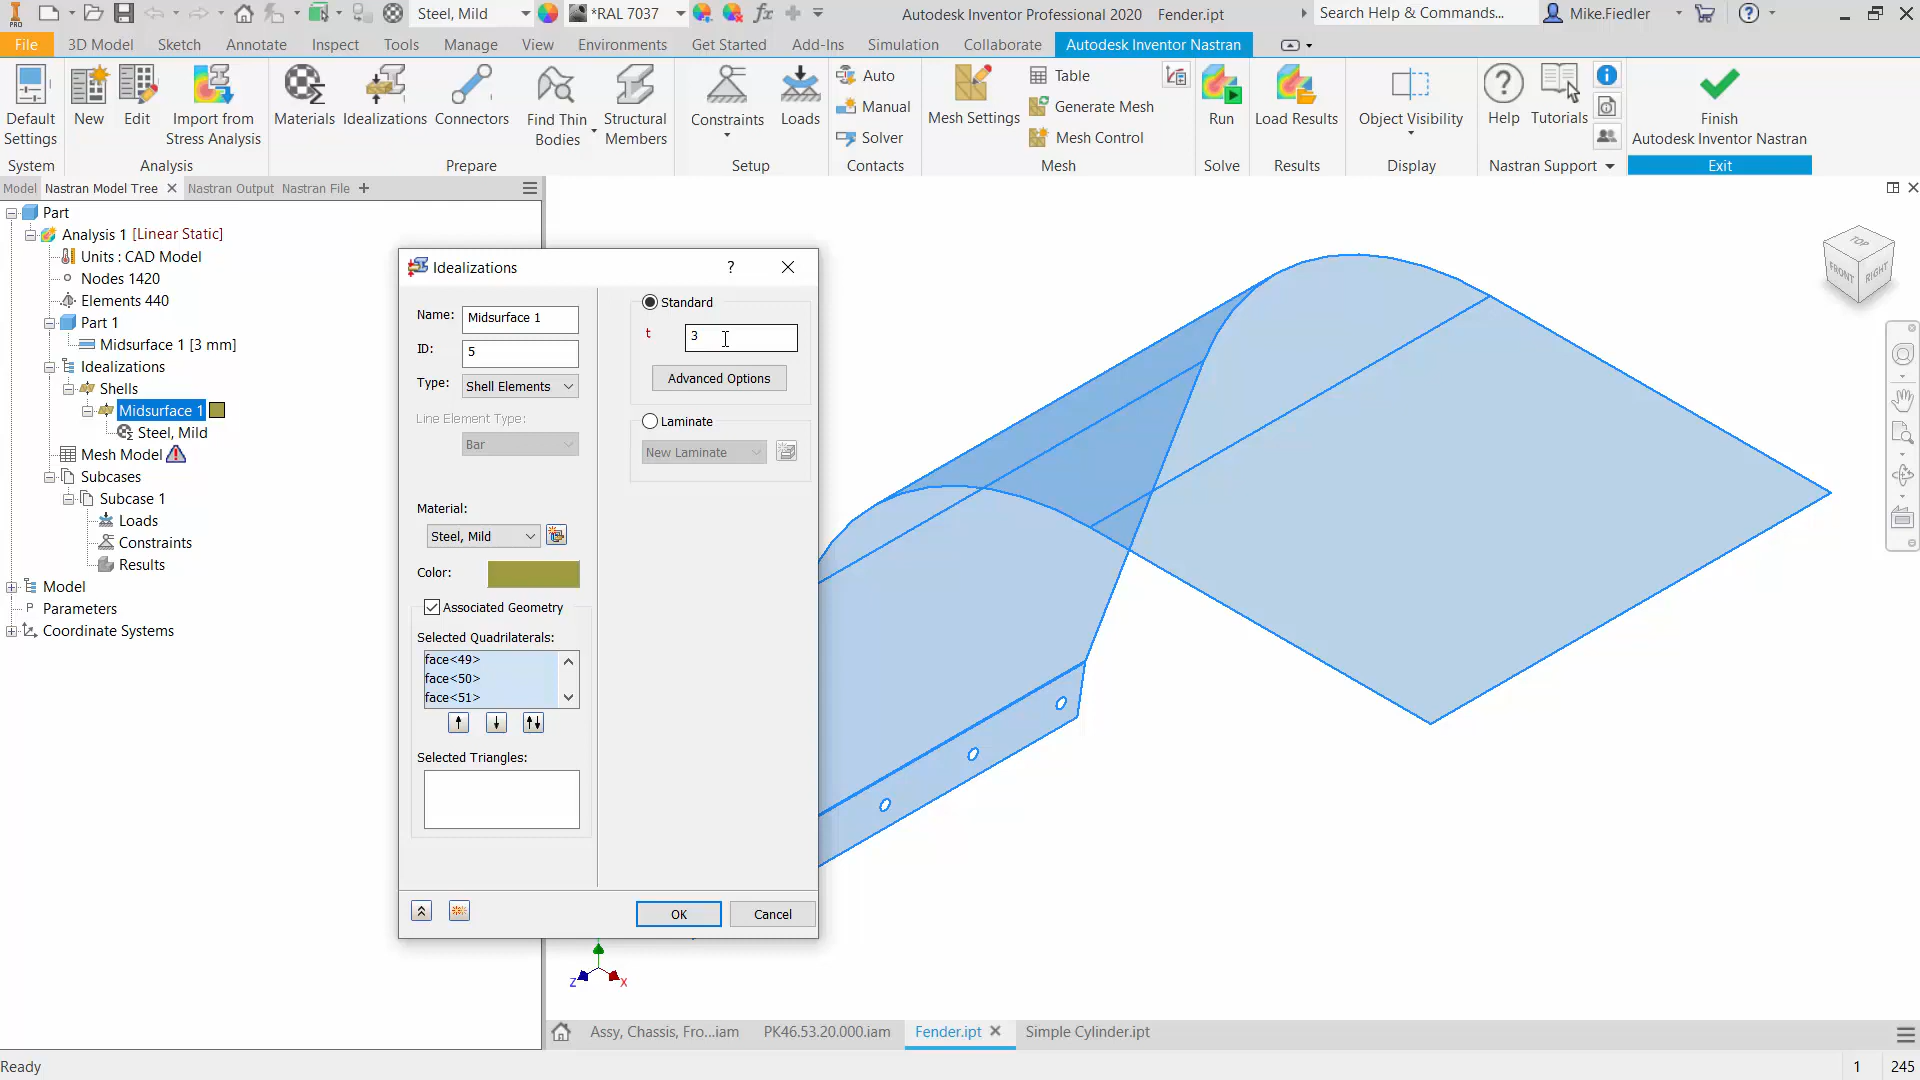 PRO
Steel, Mild
*RAL 7037
fx
Autodesk Inventor Professional 2020 Fender.ipt
Search Help & Commands...
Mike.Fiedler
File 3D Model Sketch Annotate Inspect Tools Manage View Environments Get Started Add-Ins Simulation Collaborate Autodesk Inventor Nastran
Default Settings
New
Edit
Import from Stress Analysis
Materials
Idealizations
Connectors
Find Thin Bodies
Structural Members
Constraints
Loads
Auto
Manual
Solver
Mesh Settings
Table
Generate Mesh
Mesh Control
Run
Load Results
Object Visibility
Help
Tutorials
Finish
Autodesk Inventor Nastran
System Analysis Prepare Setup Contacts Mesh Solve Results Display Nastran Support Exit
Model Nastran Model Tree Nastran Output Nastran File
Part
Analysis 1 [Linear Static]
Units : CAD Model
Nodes 1420
Elements 440
Part 1
Midsurface 1 [3 mm]
Idealizations
Shells
Midsurface 1
Steel, Mild
Mesh Model
Subcases
Subcase 1
Loads
Constraints
Results
Model
P Parameters
Coordinate Systems
Idealizations
?
Name: Midsurface 1
ID: 5
Type: Shell Elements
Line Element Type:
Bar
Material:
Steel, Mild
Color:
Associated Geometry
Selected Quadrilaterals:
face<49>
face<50>
face<51>
Selected Triangles:
Standard
t 3
Advanced Options
Laminate
New Laminate
OK Cancel
TOP
FRONT
RIGHT
Z
X
Assy, Chassis, Fro...iam PK46.53.20.000.iam Fender.ipt Simple Cylinder.ipt
Ready
1 245